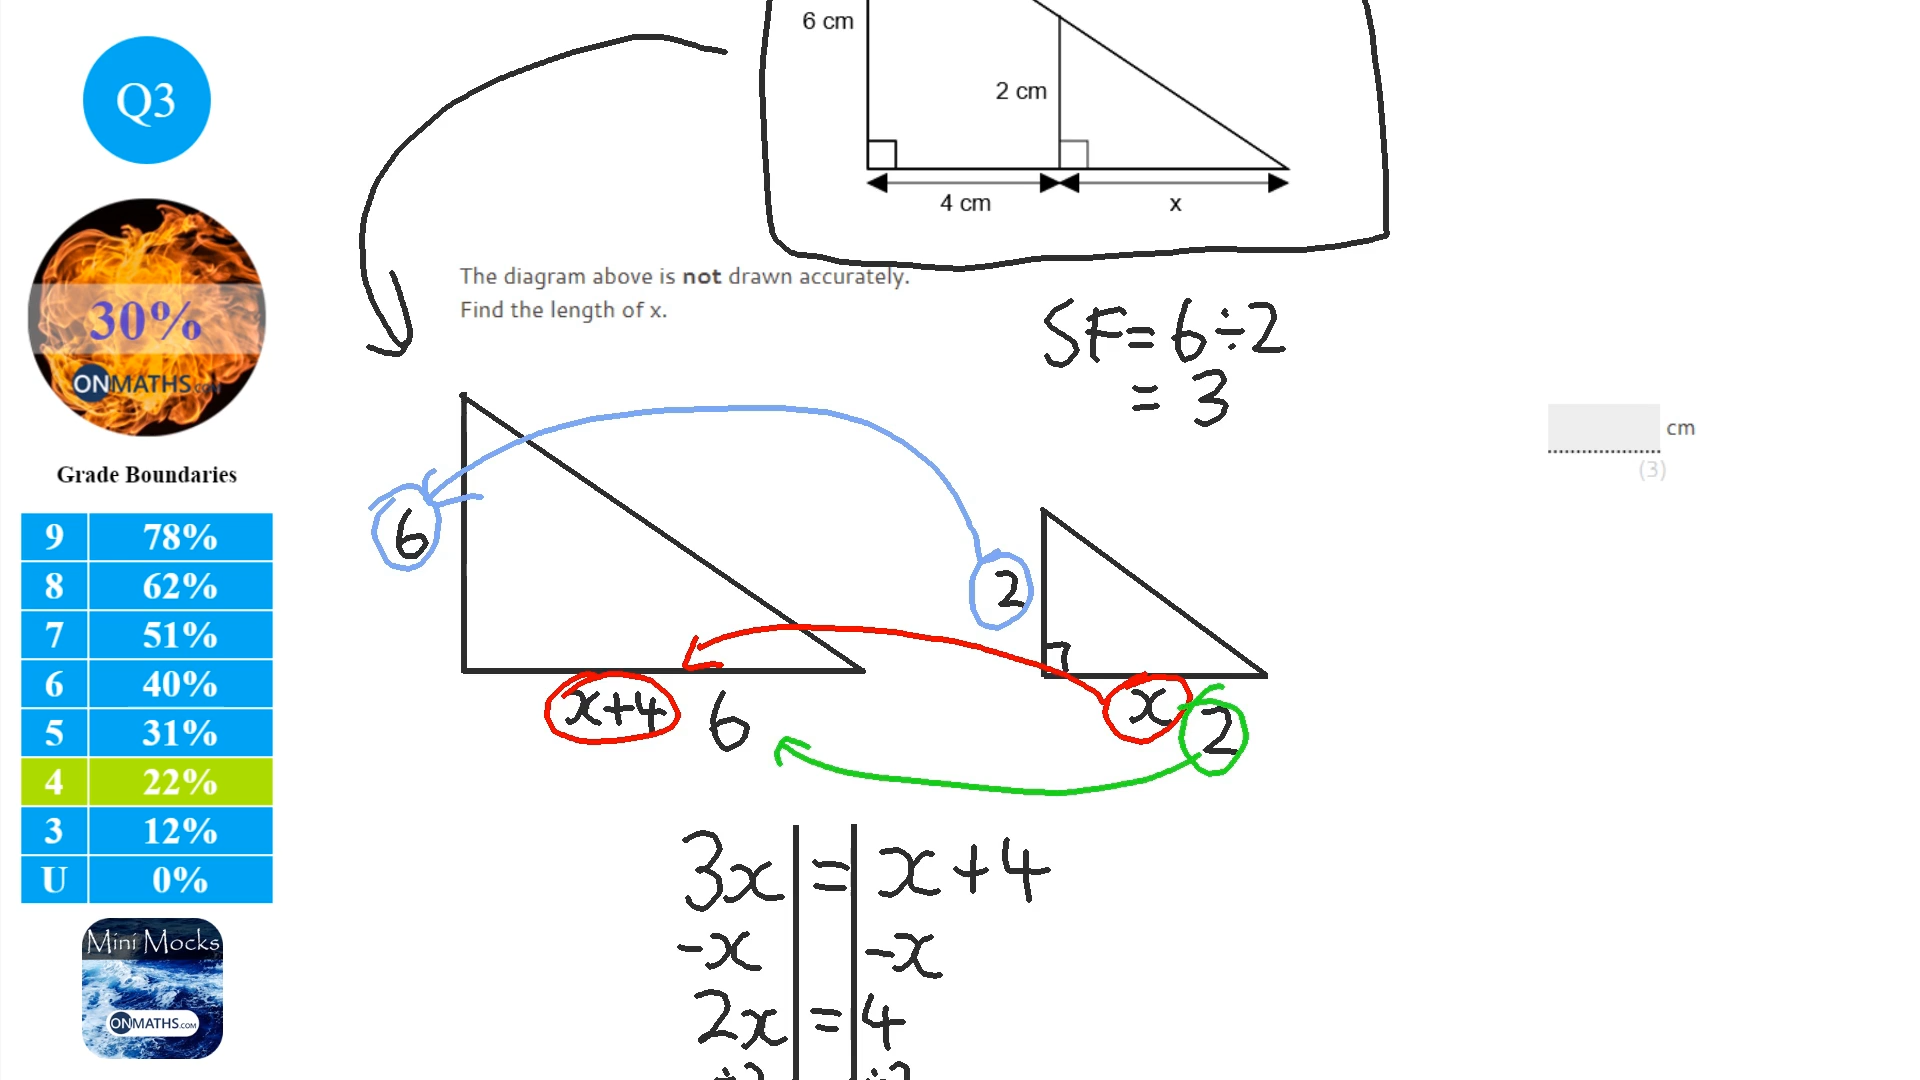 6 cm
Q3
2 cm
4 cm
x
The diagram above is not drawn accurately.
Find the length of x.
30%
ONMATHS.com
SF = 6 ÷ 2
= 3
cm
(3)
Grade Boundaries
9 78%
8 62%
7 51%
6 40%
5 31%
4 22%
3 12%
U 0%
6
2
x+4
6
x
2
3x = x+4
-x -x
2x = 4
÷2 ÷2
Mini Mocks
ONMATHS.COM